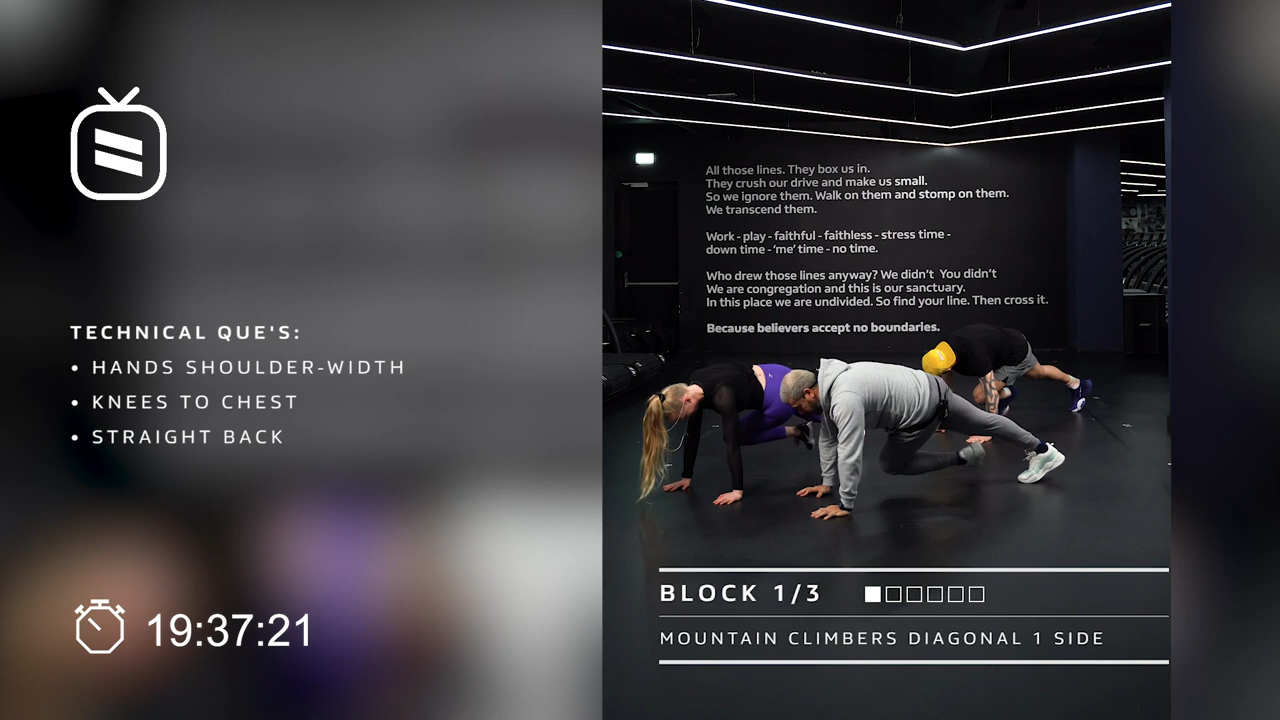 TECHNICAL QUE'S:
• HANDS SHOULDER-WIDTH
• KNEES TO CHEST
• STRAIGHT BACK
19:37:21
All those lines. They box us in.
They crush our drive and make us small.
So we ignore them. Walk on them and stomp on them.
We transcend them.
Work - play - faithful - faithless - stress time -
down time - 'me' time - no time.
Who drew those lines anyway? We didn't You didn't
We are congregation and this is our sanctuary.
In this place we are undivided. So find your line. Then cross it.
Because believers accept no boundaries.
BLOCK 1/3
MOUNTAIN CLIMBERS DIAGONAL 1 SIDE